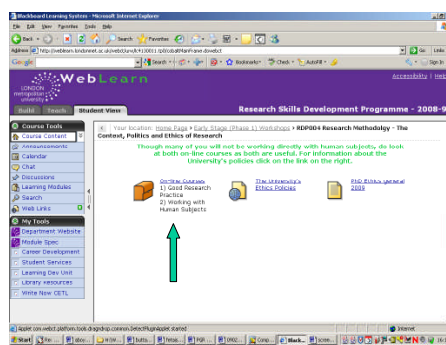 Blackboard Learning System - Microsoft Internet Explorer
File Edit View Favorites Tools Help
Back Search Favorites
Address
Go Links
Google Bookmarks Check AutoFill Sign In
WebLearn
LONDON
metropolitan
university
Accessibility
Build Teach Student View
Research Skills Development Programme - 2008-9
Course Tools
Course Content
Announcements
Calendar
Chat
Discussions
Learning Modules
Search
Web Links
My Tools
Department Website
Module Spec
Career Development
Student Services
Learning Dev Unit
Library Resources
Write Now CETL
Your location: Home Page › Early Stage (Phase 1) Workshops › RDP004 Research Methodolgy - The
Context, Politics and Ethics of Research
Though many of you will not be working directly with human subjects, do look
at both on-line courses as both are useful. For information about the
University's policies click on the link on the right.
On-line Courses
1) Good Research
Practice
2) Working with
Human Subjects
The University's
Ethics Policies
PhD Ethics general
2008
Internet
Start